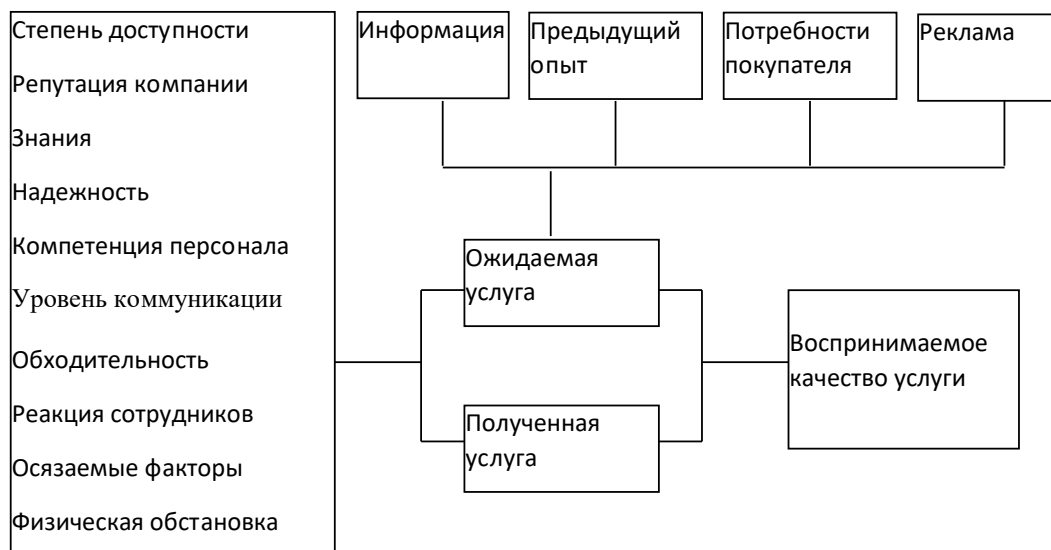 Степень доступности
Репутация компании
Знания
Надежность
Компетенция персонала
Уровень коммуникации
Обходительность
Реакция сотрудников
Осязаемые факторы
Физическая обстановка
Информация
Предыдущий
опыт
Потребности
покупателя
Реклама
Ожидаемая
услуга
Полученная
услуга
Воспринимаемое
качество услуги